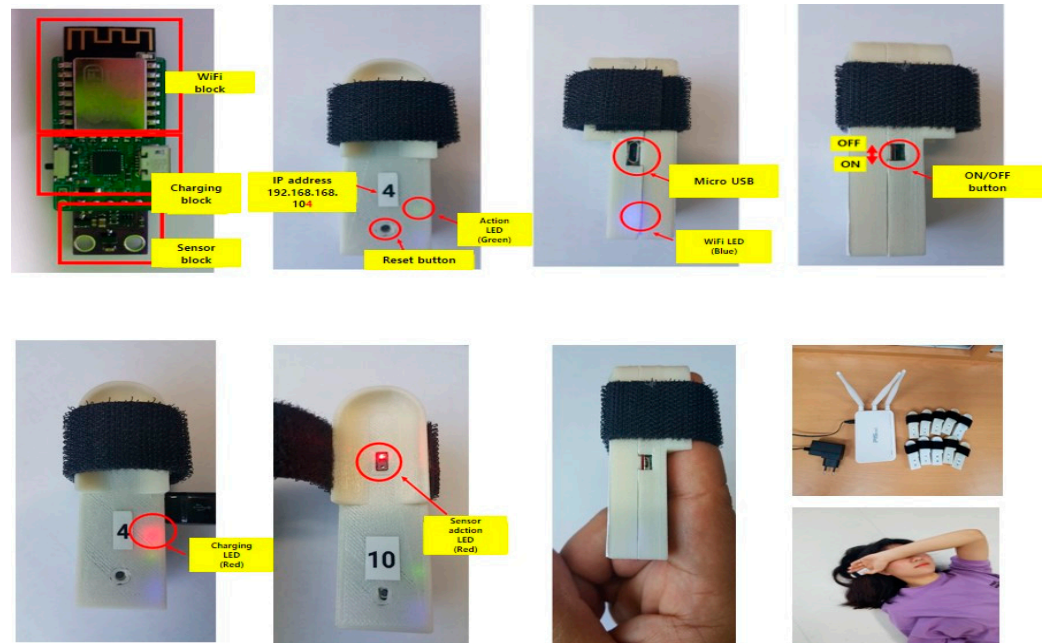 WiFi
block
Charging
block
Sensor
block
IP address
192.168.168.
104
4
Action
LED
(Green)
Reset button
Micro USB
WiFi LED
(Blue)
OFF
ON
ON/OFF
button
4
Charging
LED
(Red)
10
Sensor
adction
LED
(Red)